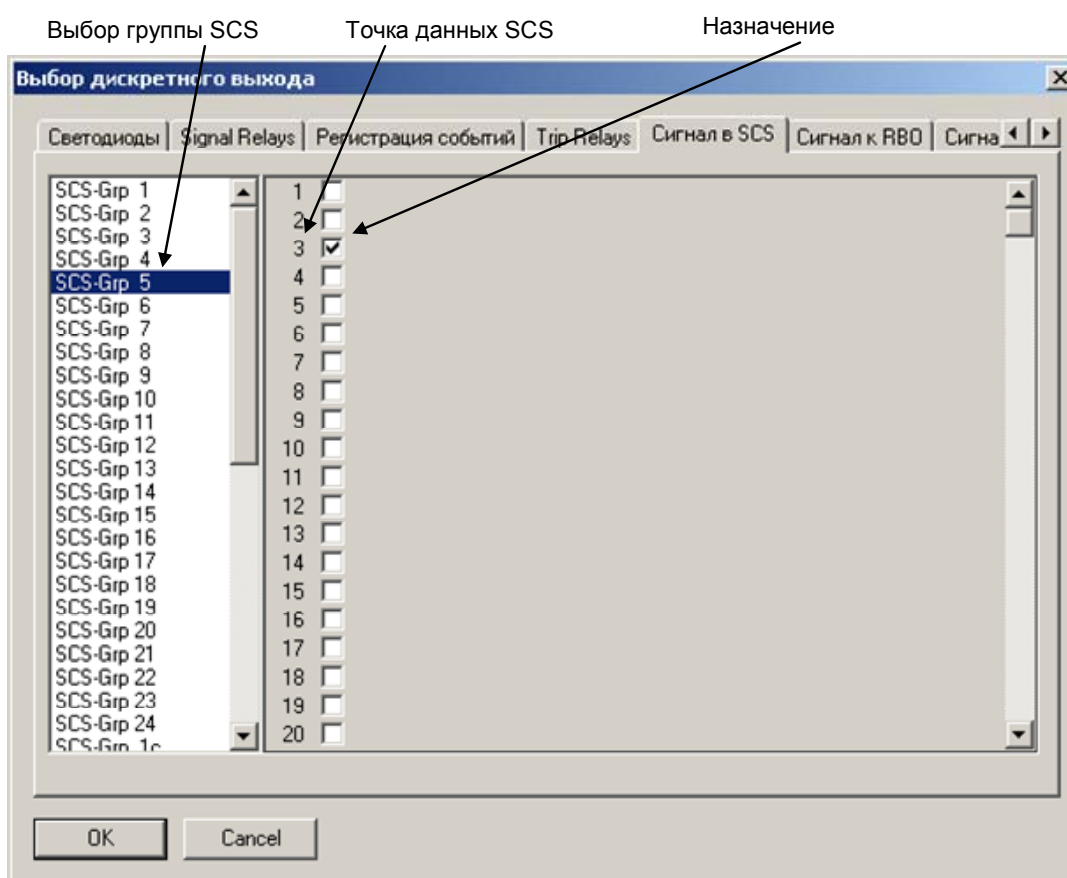 Выбор группы SCS Точка данных SCS Назначение
Выбор дискретного выхода
Светодиоды Signal Relays Регистрация событий Trip Relays Сигнал в SCS Сигнал к RBO Сигна
SCS-Grp 1
SCS-Grp 2
SCS-Grp 3
SCS-Grp 4
SCS-Grp 5
SCS-Grp 6
SCS-Grp 7
SCS-Grp 8
SCS-Grp 9
SCS-Grp 10
SCS-Grp 11
SCS-Grp 12
SCS-Grp 13
SCS-Grp 14
SCS-Grp 15
SCS-Grp 16
SCS-Grp 17
SCS-Grp 18
SCS-Grp 19
SCS-Grp 20
SCS-Grp 21
SCS-Grp 22
SCS-Grp 23
SCS-Grp 24
SCS-Grp 1c
1
2
3
4
5
6
7
8
9
10
11
12
13
14
15
16
17
18
19
20
OK Cancel